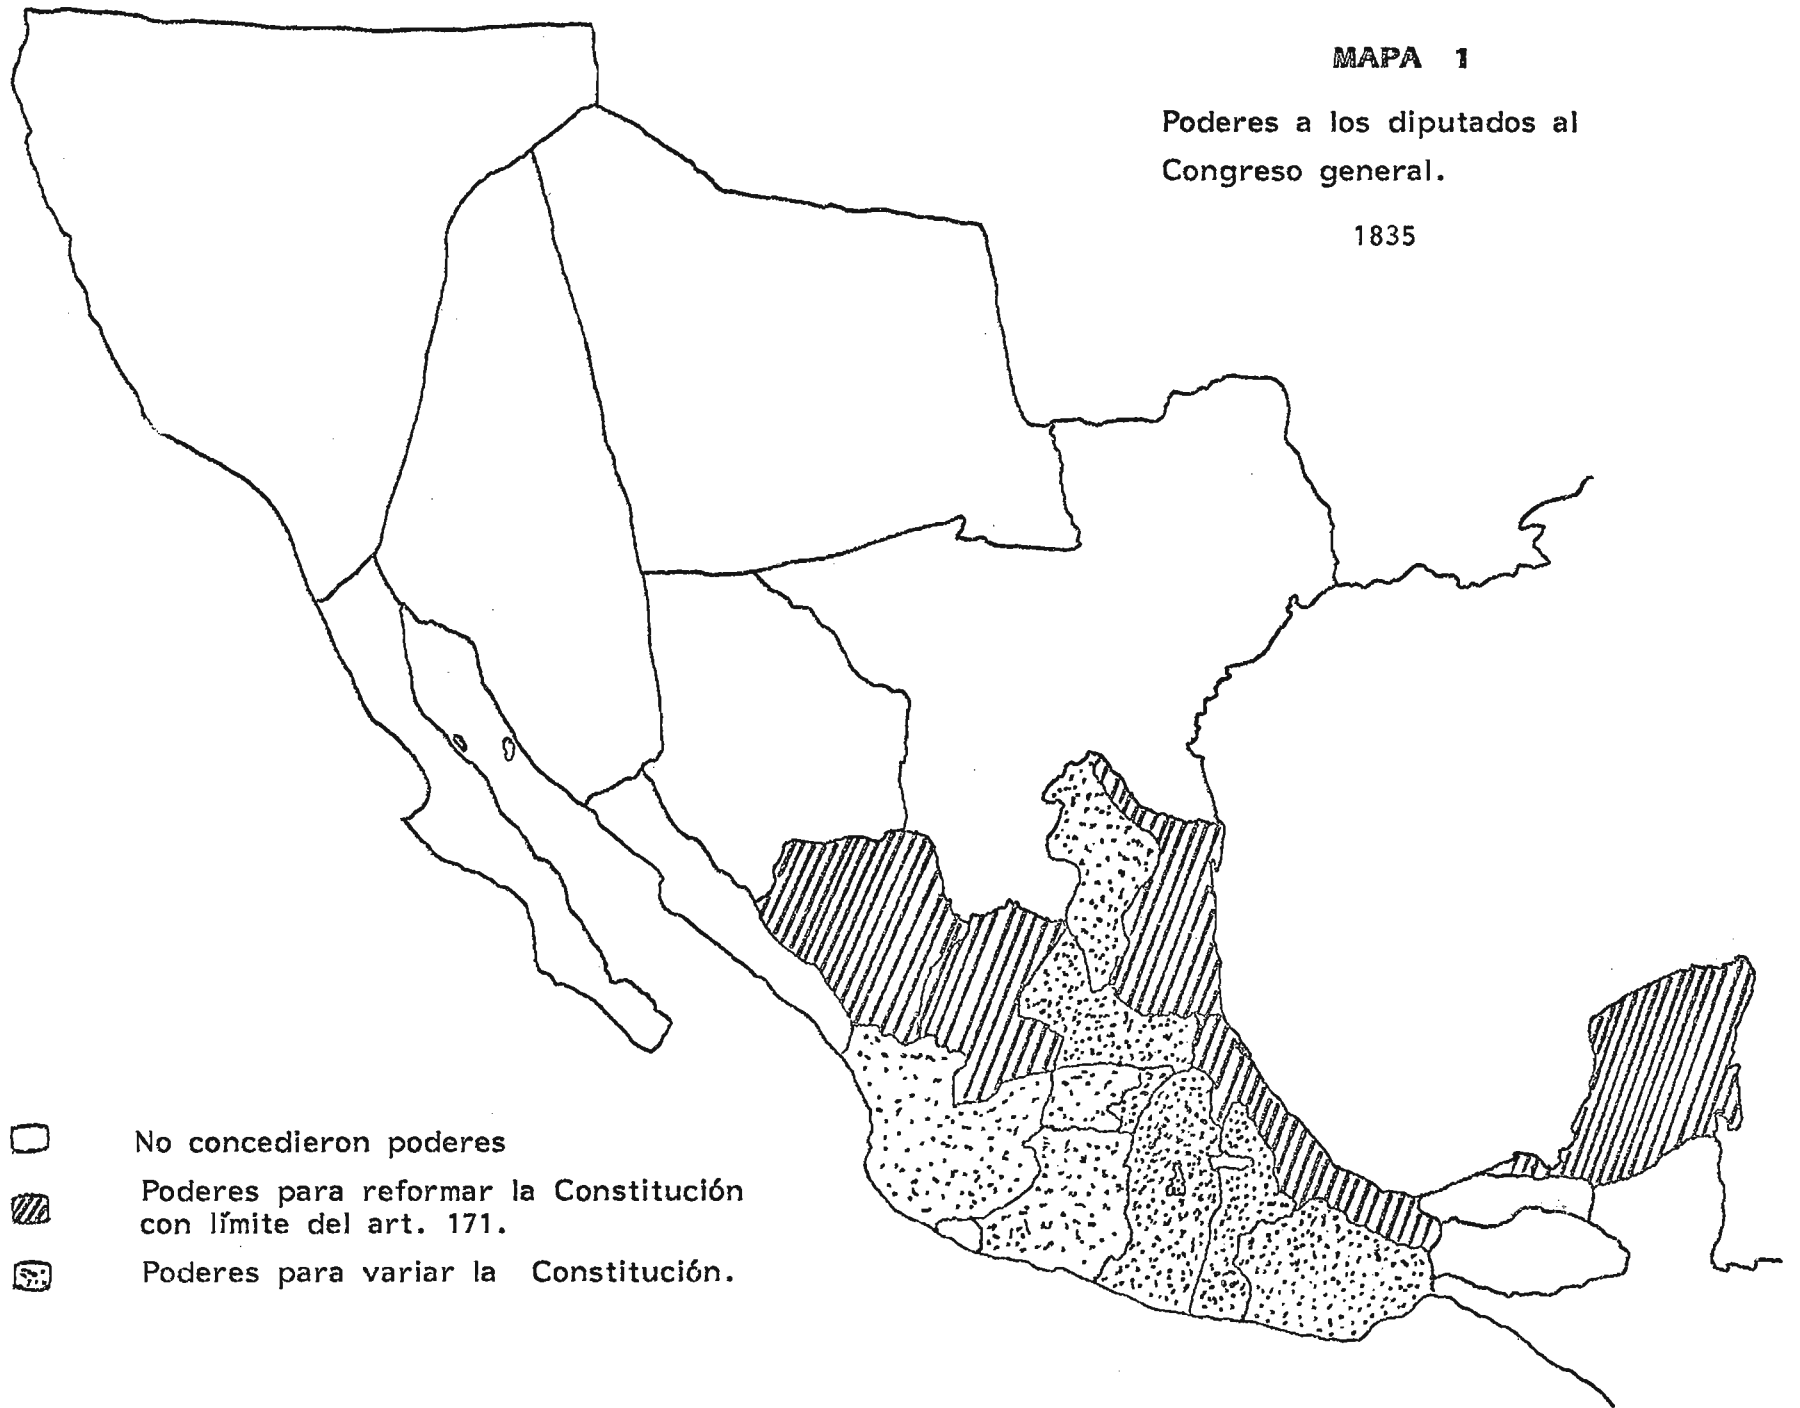 MAPA 1
Poderes a los diputados al
Congreso general.
1835
No concedieron poderes
Poderes para reformar la Constitución
con límite del art. 171.
Poderes para variar la Constitución.